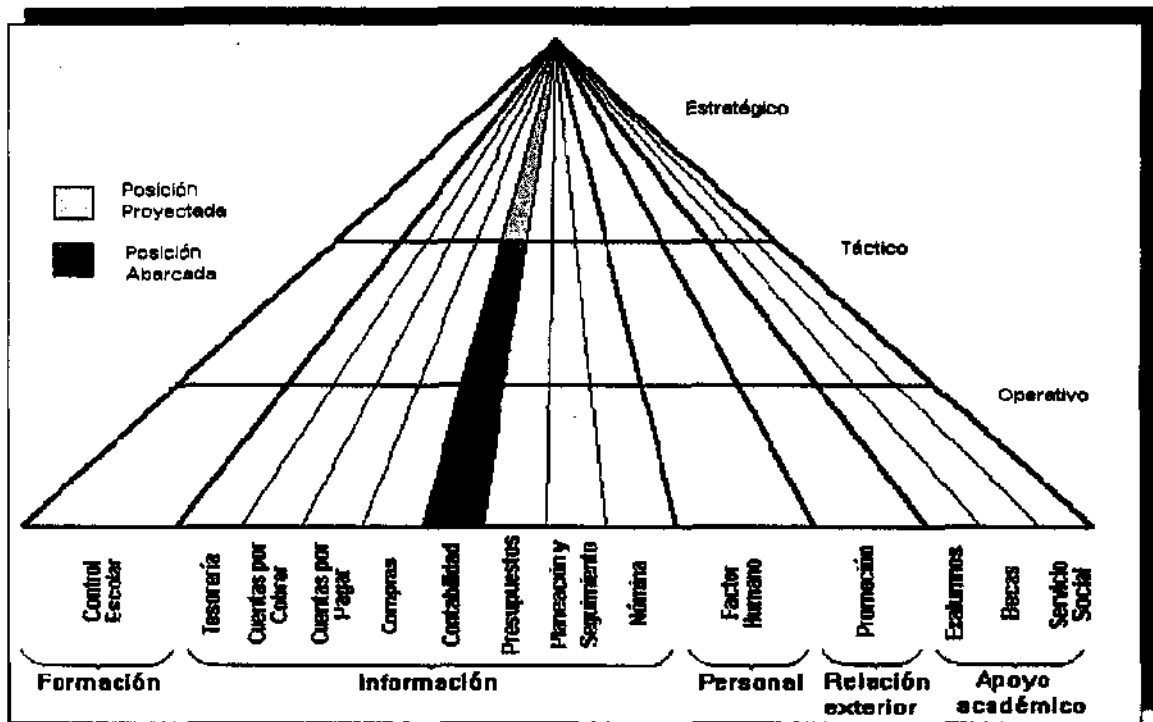 Estratégico
Posición
Proyectada
Posición
Abarcada
Táctico
Operativo
Control
Escolar
Tesorería
Cuentas por
Cobrar
Cuentas por
Pagar
Compras
Contabilidad
Presupuestos
Planeación y
Seguimiento
Nómina
Factor
Humano
Promoción
Exalumnos
Becas
Servicio
Social
Formación
Información
Personal
Relación
exterior
Apoyo
académico